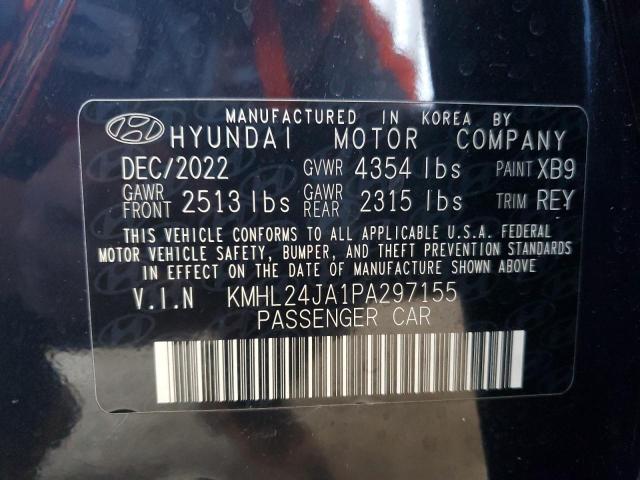 MANUFACTURED IN KOREA BY
HYUNDAI MOTOR COMPANY
DEC/2022 GVWR 4354 lbs PAINT XB9
GAWR FRONT 2513 lbs GAWR REAR 2315 lbs TRIM REY
THIS VEHICLE CONFORMS TO ALL APPLICABLE U.S.A. FEDERAL
MOTOR VEHICLE SAFETY, BUMPER, AND THEFT PREVENTION STANDARDS
IN EFFECT ON THE DATE OF MANUFACTURE SHOWN ABOVE.
V.I.N KMHL24JA1PA297155
PASSENGER CAR